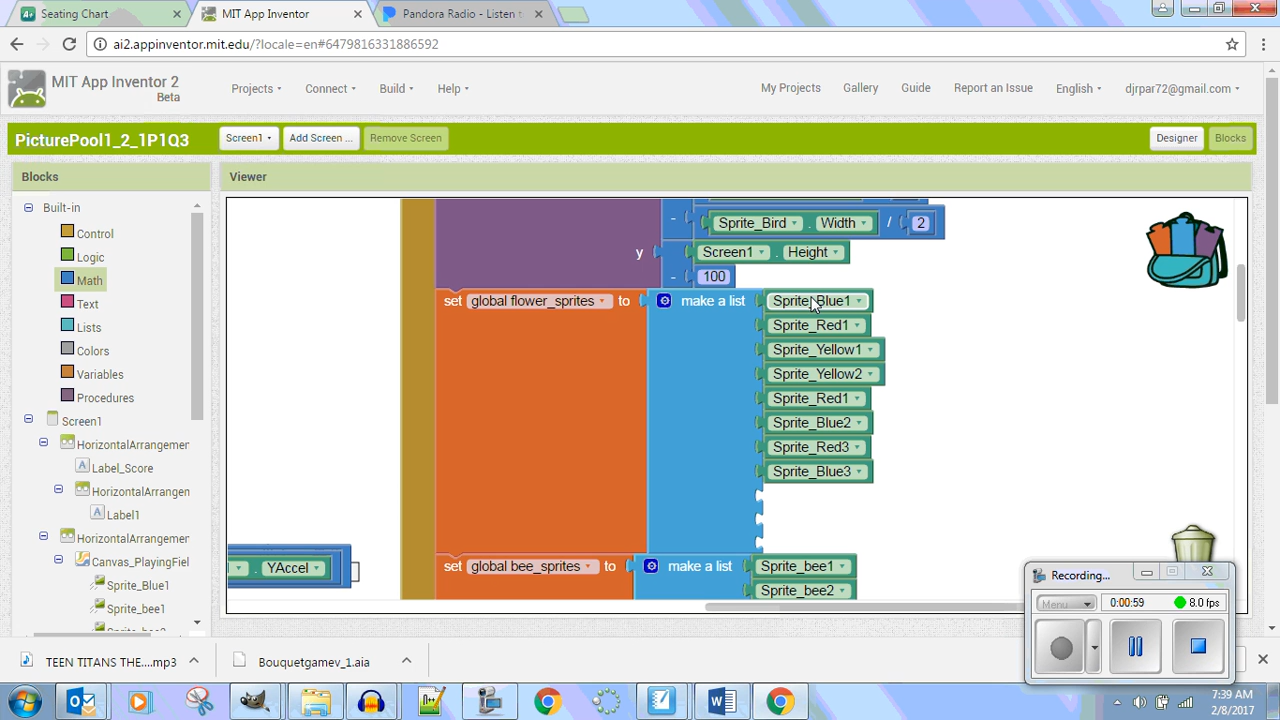 Seating Chart
MIT App Inventor
Pandora Radio - Listen t
ai2.appinventor.mit.edu/?locale=en#6479816331886592
MIT App Inventor 2
Beta
Projects
Connect
Build
Help
My Projects
Gallery
Guide
Report an Issue
English
djrpar72@gmail.com
PicturePool1_2_1P1Q3
Screen1
Add Screen ...
Remove Screen
Designer
Blocks
Blocks
Viewer
Built-in
Control
Logic
Math
Text
Lists
Colors
Variables
Procedures
Screen1
HorizontalArrangemer
Label_Score
HorizontalArrangen
Label1
HorizontalArrangemer
Canvas_PlayingFiel
Sprite_Blue1
Sprite_bee1
- Sprite_Bird . Width / 2
y Screen1 . Height
- 100
set global flower_sprites to make a list Sprite_Blue1
Sprite_Red1
Sprite_Yellow1
Sprite_Yellow2
Sprite_Red1
Sprite_Blue2
Sprite_Red3
Sprite_Blue3
. YAccel
set global bee_sprites to make a list Sprite_bee1
Sprite_bee2
Recording...
Menu
0:00:59
8.0 fps
TEEN TITANS THE....mp3
Bouquetgamev_1.aia
7:39 AM
2/8/2017